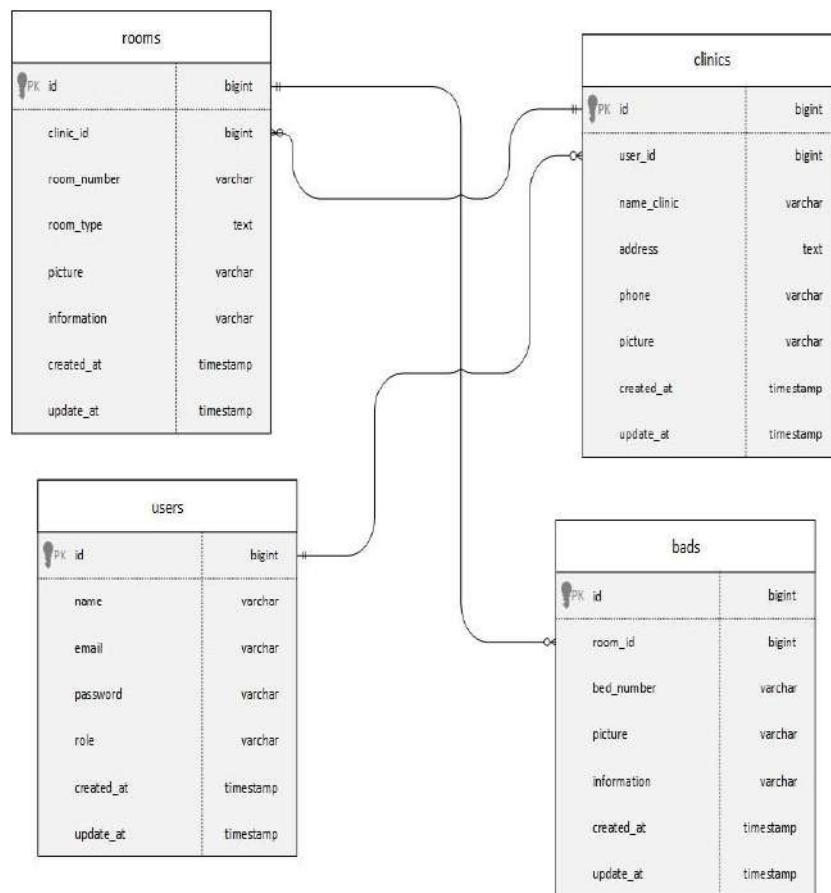 rooms
PK id bigint
clinic_id bigint
room_number varchar
room_type text
picture varchar
information varchar
created_at timestamp
update_at timestamp
clinics
PK id bigint
user_id bigint
name_clinic varchar
address text
phone varchar
picture varchar
created_at timestamp
update_at timestamp
users
PK id bigint
name varchar
email varchar
password varchar
role varchar
created_at timestamp
update_at timestamp
bads
PK id bigint
room_id bigint
bed_number varchar
picture varchar
information varchar
created_at timestamp
update_at timestamp